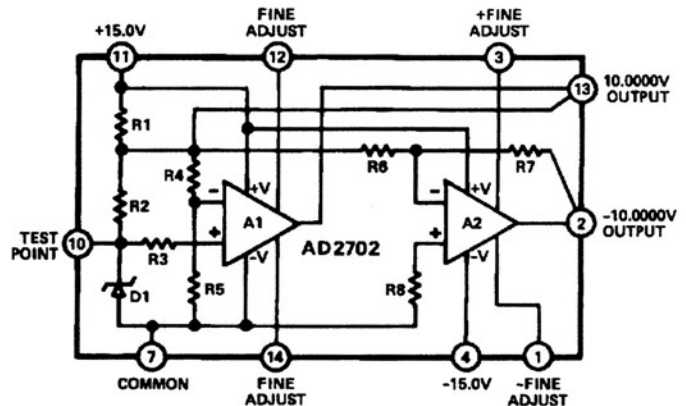 FINE
ADJUST
+FINE
ADJUST
+15.0V
11
12
3
13
10.0000V
OUTPUT
R1
R4
R6
R7
+V
+V
R2
-
-
A1
A2
2
-10.0000V
OUTPUT
TEST
POINT
10
+
+
R3
-V
AD2702
-V
D1
R5
R8
7
14
4
1
COMMON
FINE
ADJUST
-15.0V
~FINE
ADJUST